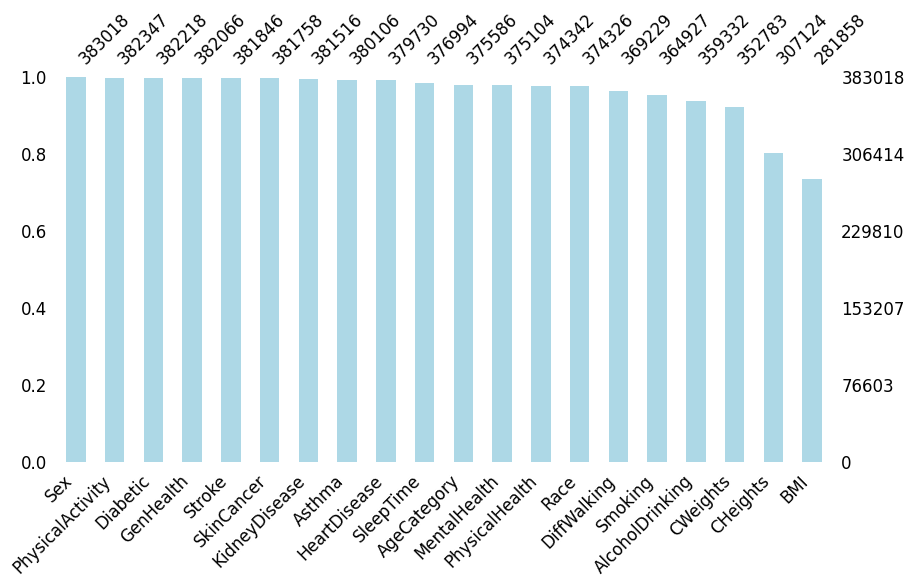 383018
382347
382218
382066
381846
381758
381516
380106
379730
376994
375586
375104
374342
374326
369229
364927
359332
352783
307124
281858
1.0
383018
0.8
306414
0.6
229810
0.4
153207
0.2
76603
0.0
0
Sex
PhysicalActivity
Diabetic
GenHealth
Stroke
SkinCancer
KidneyDisease
Asthma
HeartDisease
SleepTime
AgeCategory
MentalHealth
PhysicalHealth
Race
DiffWalking
Smoking
AlcoholDrinking
CWeights
CHeights
BMI